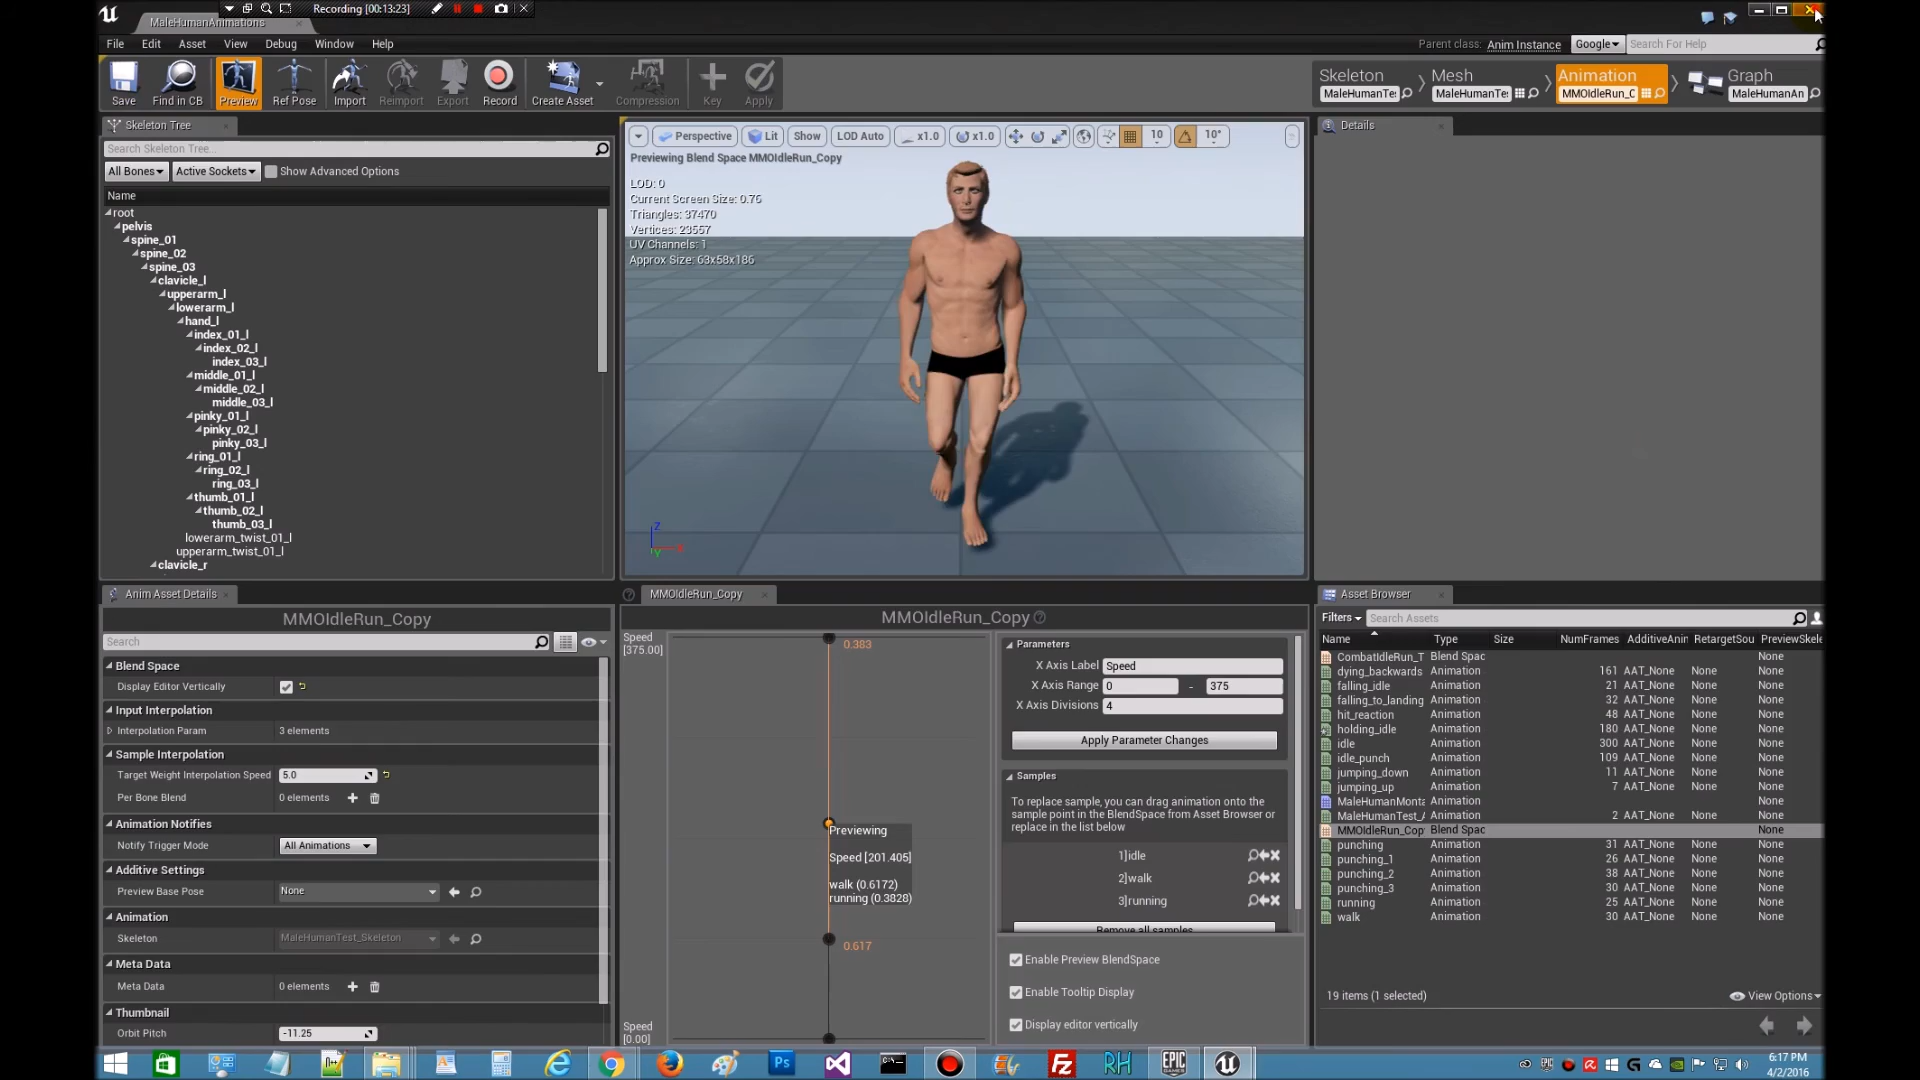 Recording [00:13:23]
MaleHumanAnimations
File Edit Asset View Debug Window Help
Parent class: Anim Instance Google Search For Help
Save Find in CB Preview Ref Pose Import Reimport Export Record Create Asset Compression Key Apply
Skeleton Mesh Animation Graph
MaleHumanTe: MaleHumanTe: MMOIdleRun_C MaleHumanAn
Skeleton Tree
Search Skeleton Tree...
All Bones Active Sockets Show Advanced Options
Name
root
pelvis
spine_01
spine_02
spine_03
clavicle_l
upperarm_l
lowerarm_l
hand_l
index_01_l
index_02_l
index_03_l
middle_01_l
middle_02_l
middle_03_l
pinky_01_l
pinky_02_l
pinky_03_l
ring_01_l
ring_02_l
ring_03_l
thumb_01_l
thumb_02_l
thumb_03_l
lowerarm_twist_01_l
upperarm_twist_01_l
clavicle_r
Perspective Lit Show LOD Auto x1.0 x1.0 10 10°
Previewing Blend Space MMOIdleRun_Copy
LOD: 0
Current Screen Size: 0.76
Triangles: 37470
Vertices: 23557
UV Channels: 1
Approx Size: 63x58x186
Z
X
Y
Details
Anim Asset Details
MMOIdleRun_Copy
Search
Blend Space
Display Editor Vertically
Input Interpolation
Interpolation Param 3 elements
Sample Interpolation
Target Weight Interpolation Speed 5.0
Per Bone Blend 0 elements
Animation Notifies
Notify Trigger Mode All Animations
Additive Settings
Preview Base Pose None
Animation
Skeleton MaleHumanTest_Skeleton
Meta Data
Meta Data 0 elements
Thumbnail
Orbit Pitch -11.25
MMOIdleRun_Copy
MMOIdleRun_Copy
Speed
[375.00]
0.383
Previewing
Speed [201.405]
walk (0.6172)
running (0.3828)
0.617
Speed
[0.00]
Parameters
X Axis Label Speed
X Axis Range 0 - 375
X Axis Divisions 4
Apply Parameter Changes
Samples
To replace sample, you can drag animation onto the
sample point in the BlendSpace from Asset Browser or
replace in the list below
1]idle
2]walk
3]running
Remove all samples
Enable Preview BlendSpace
Enable Tooltip Display
Display editor vertically
Asset Browser
Filters Search Assets
Name Type Size NumFrames AdditiveAnin RetargetSou PreviewSkele
CombatIdleRun_T Blend Spac None
dying_backwards Animation 161 AAT_None None None
falling_idle Animation 21 AAT_None None None
falling_to_landing Animation 32 AAT_None None None
hit_reaction Animation 48 AAT_None None None
holding_idle Animation 180 AAT_None None None
idle Animation 300 AAT_None None None
idle_punch Animation 109 AAT_None None None
jumping_down Animation 11 AAT_None None None
jumping_up Animation 7 AAT_None None None
MaleHumanMonta Animation None
MaleHumanTest_A Animation 2 AAT_None None None
MMOIdleRun_Cop Blend Spac None
punching Animation 31 AAT_None None None
punching_1 Animation 26 AAT_None None None
punching_2 Animation 38 AAT_None None None
punching_3 Animation 30 AAT_None None None
running Animation 25 AAT_None None None
walk Animation 30 AAT_None None None
19 items (1 selected) View Options
Ps RH EPIC GAMES
6:17 PM
4/2/2016